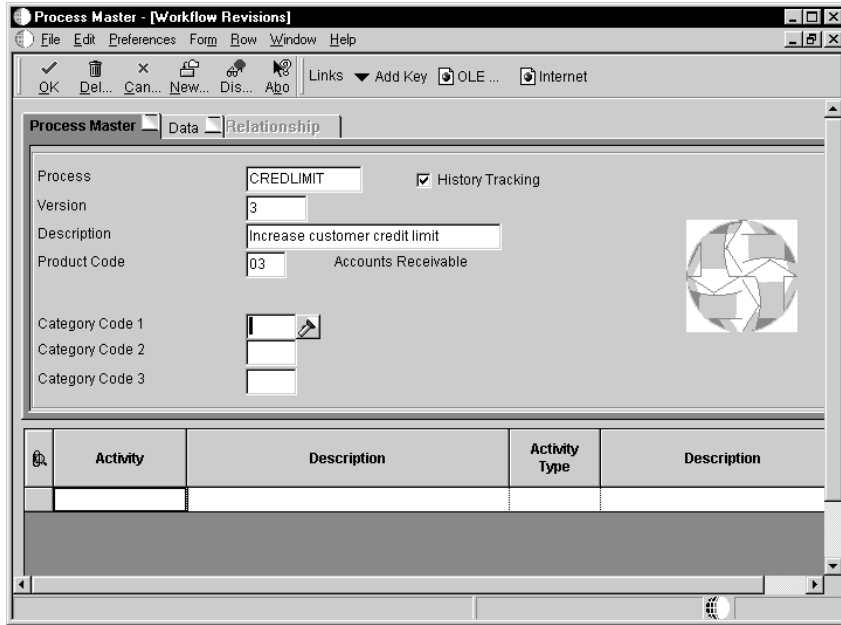 Process Master - [Workflow Revisions]
File Edit Preferences Form Row Window Help
OK Del... Can... New... Dis... Abo Links Add Key OLE ... Internet
Process Master Data Relationship
Process CREDLIMIT History Tracking
Version 3
Description Increase customer credit limit
Product Code 03 Accounts Receivable
Category Code 1
Category Code 2
Category Code 3
Activity Description Activity Type Description